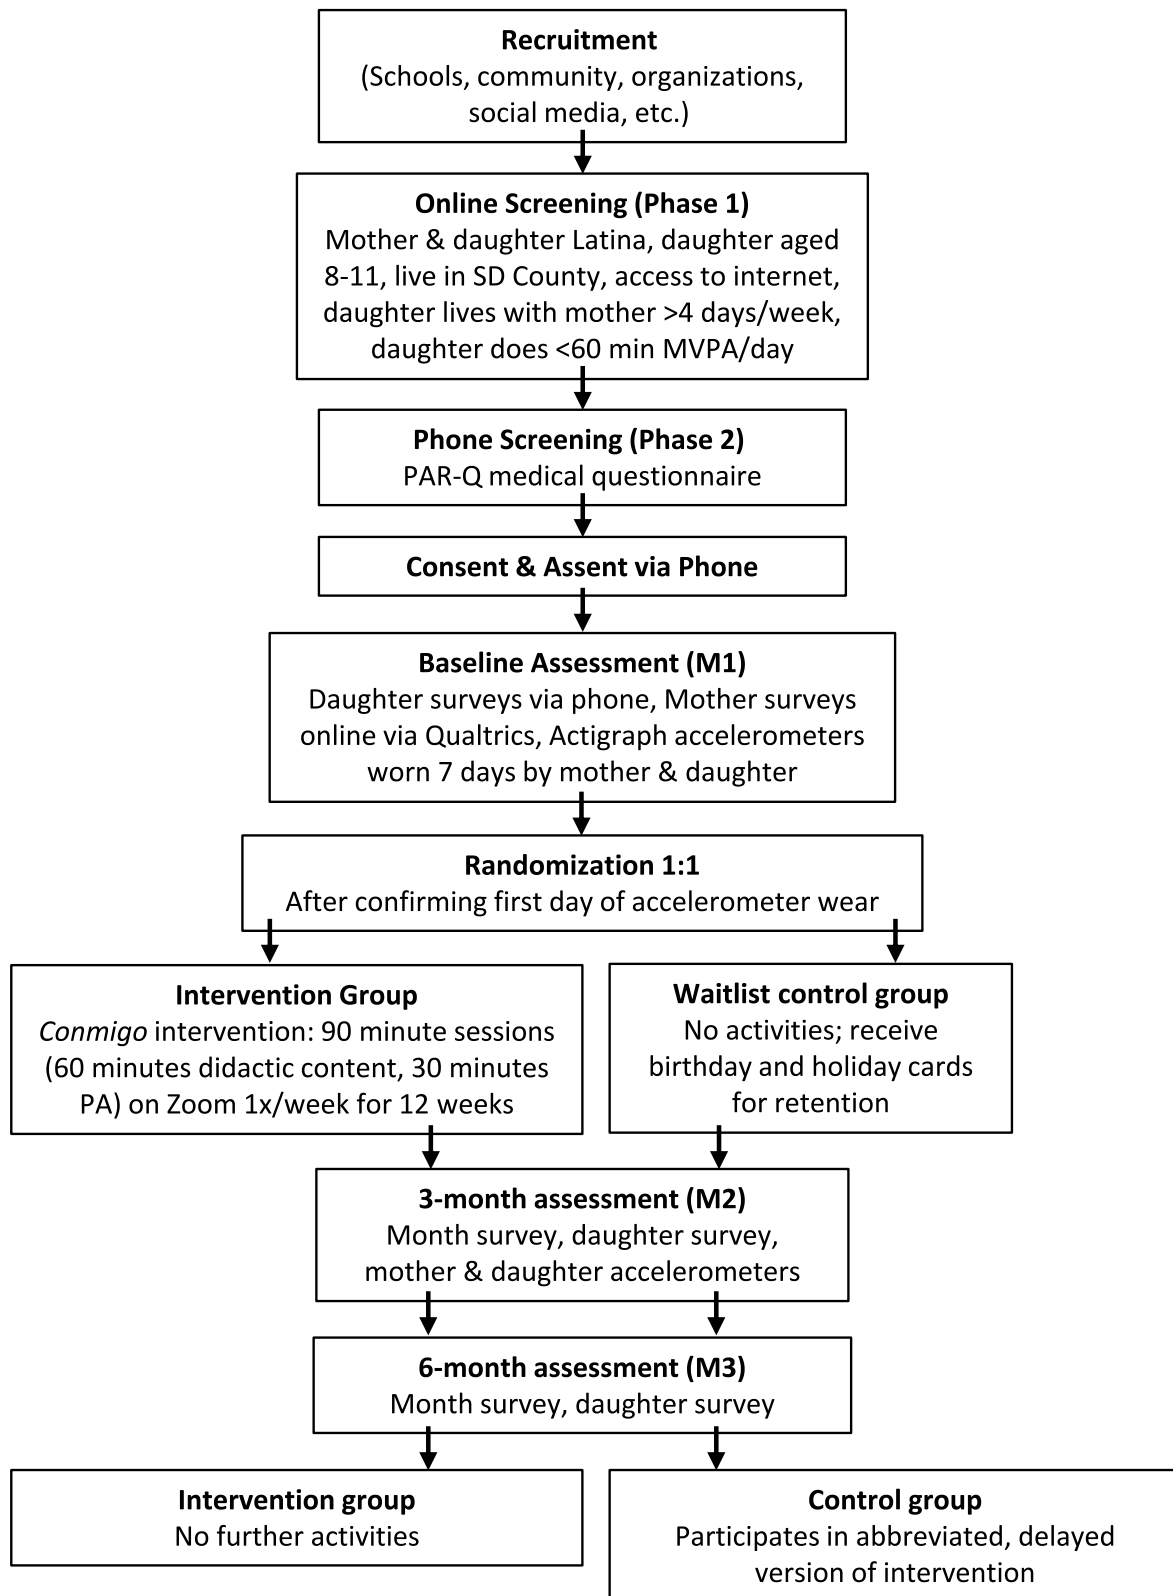 Recruitment
(Schools, community, organizations,
social media, etc.)
Online Screening (Phase 1)
Mother & daughter Latina, daughter aged
8-11, live in SD County, access to internet,
daughter lives with mother >4 days/week,
daughter does <60 min MVPA/day
Phone Screening (Phase 2)
PAR-Q medical questionnaire
Consent & Assent via Phone
Baseline Assessment (M1)
Daughter surveys via phone, Mother surveys
online via Qualtrics, Actigraph accelerometers
worn 7 days by mother & daughter
Randomization 1:1
After confirming first day of accelerometer wear
Intervention Group
Conmigo intervention: 90 minute sessions
(60 minutes didactic content, 30 minutes
PA) on Zoom 1x/week for 12 weeks
Waitlist control group
No activities; receive
birthday and holiday cards
for retention
3-month assessment (M2)
Month survey, daughter survey,
mother & daughter accelerometers
6-month assessment (M3)
Month survey, daughter survey
Intervention group
No further activities
Control group
Participates in abbreviated, delayed
version of intervention